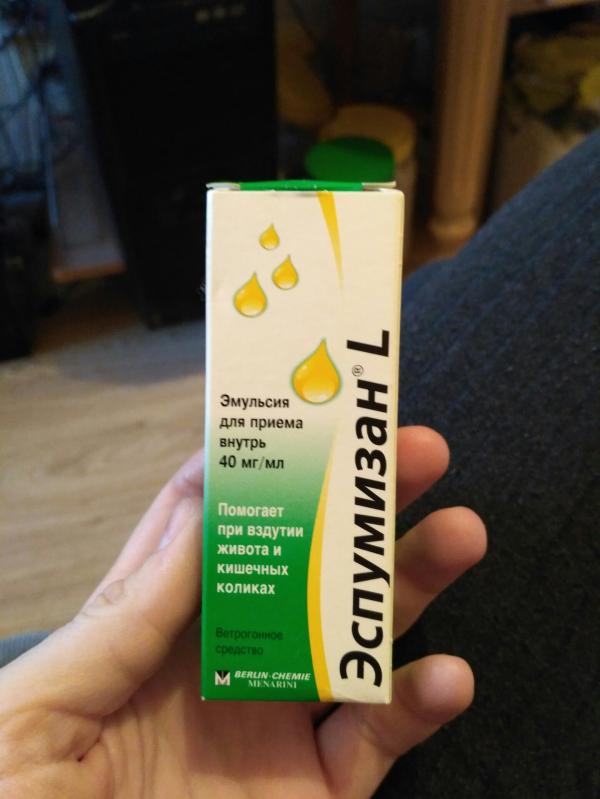 Эмульсия
для приема
внутрь
40 мг/мл
Эспумизан® L
Помогает
при вздутии
живота и
кишечных
коликах
Ветрогонное
средство
BERLIN-CHEMIE
MENARINI